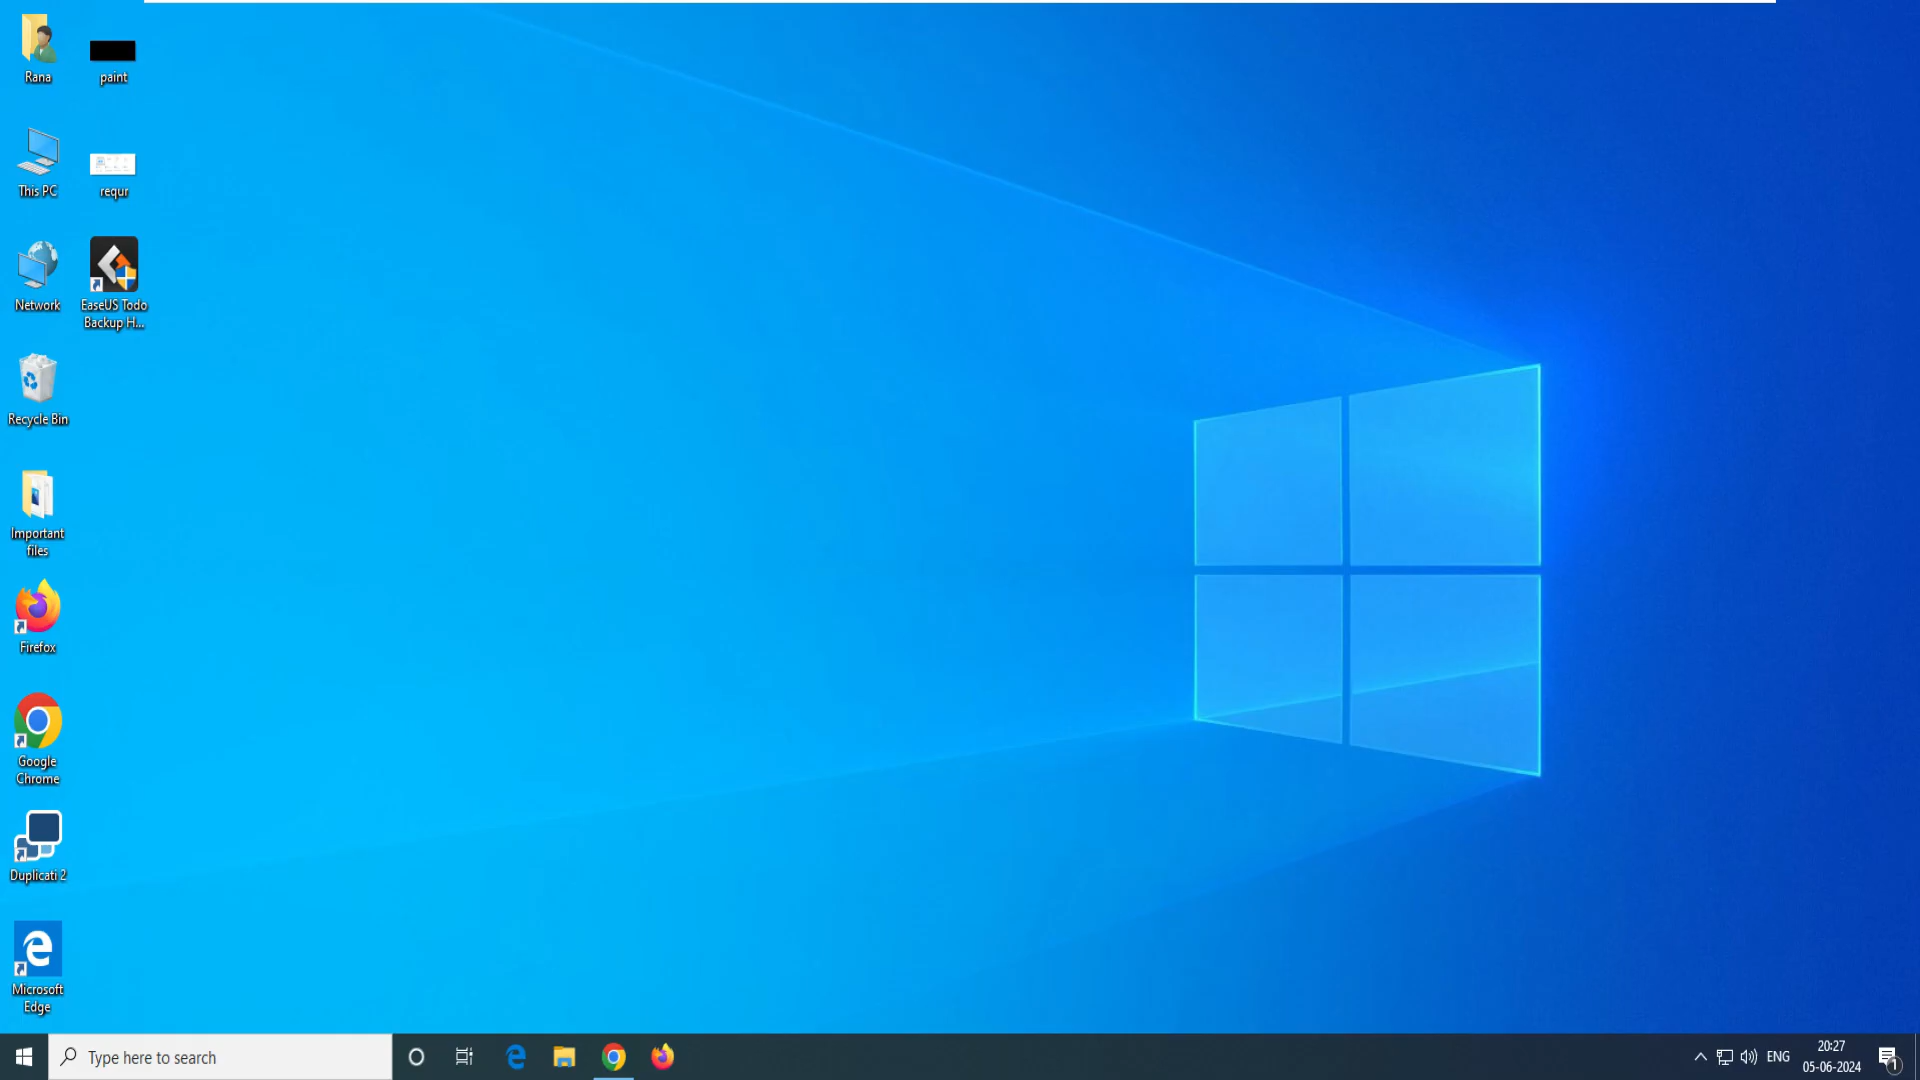 Rana
paint
This PC
requr
Network
EaseUS Todo
Backup H...
Recycle Bin
Important
files
Firefox
Google
Chrome
Duplicati 2
Microsoft
Edge
Type here to search
ENG
20:27
05-06-2024
1